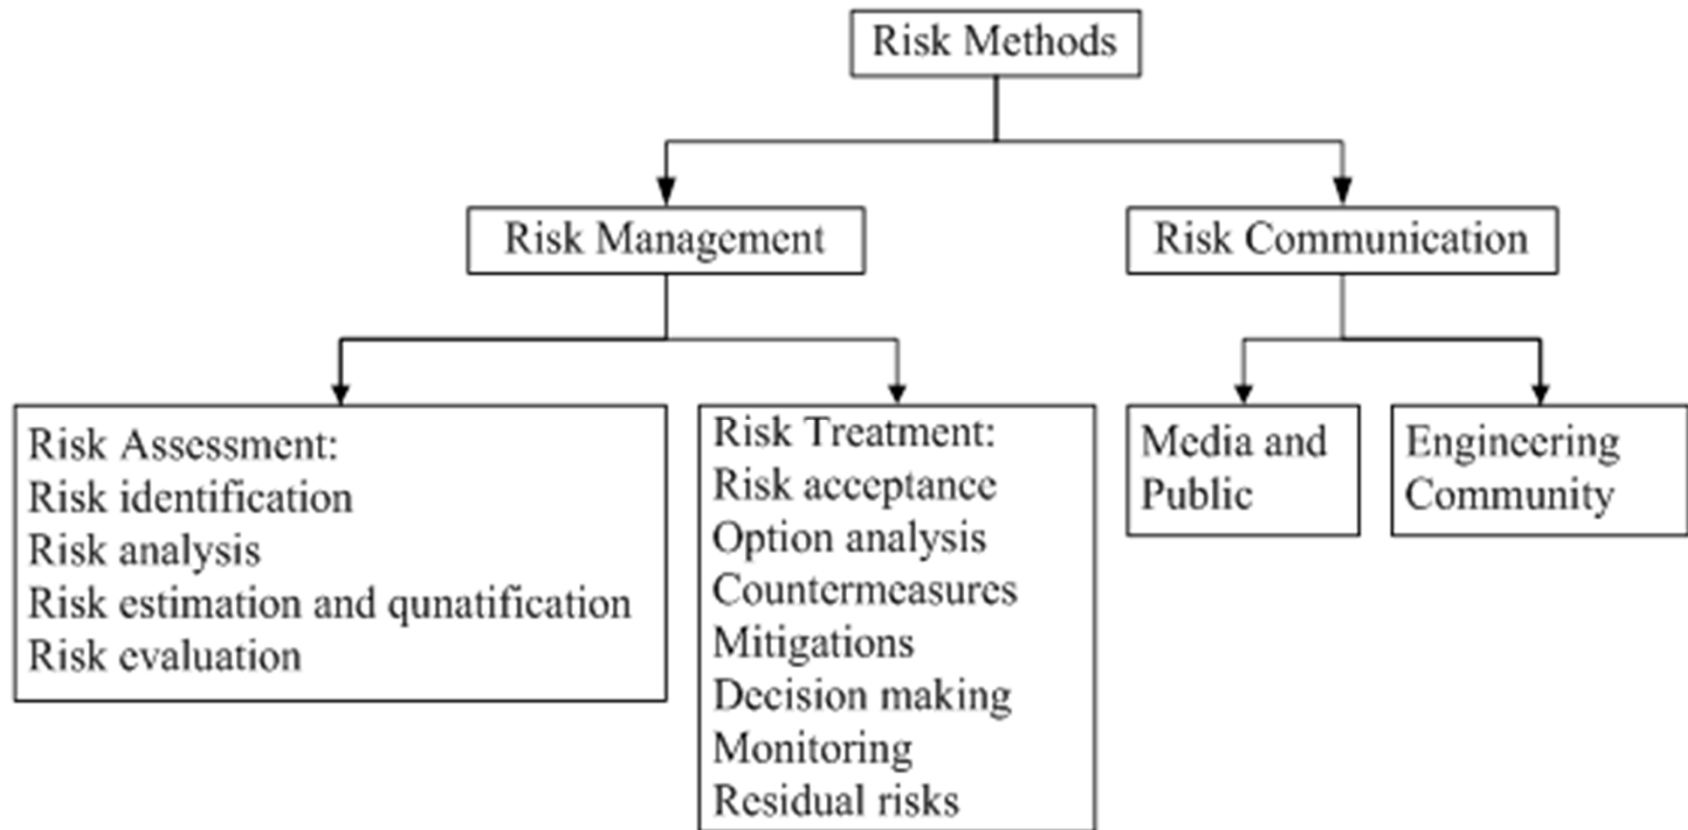 Risk Methods
Risk Management
Risk Communication
Risk Assessment:
Risk identification
Risk analysis
Risk estimation and qunatification
Risk evaluation
Risk Treatment:
Risk acceptance
Option analysis
Countermeasures
Mitigations
Decision making
Monitoring
Residual risks
Media and
Public
Engineering
Community